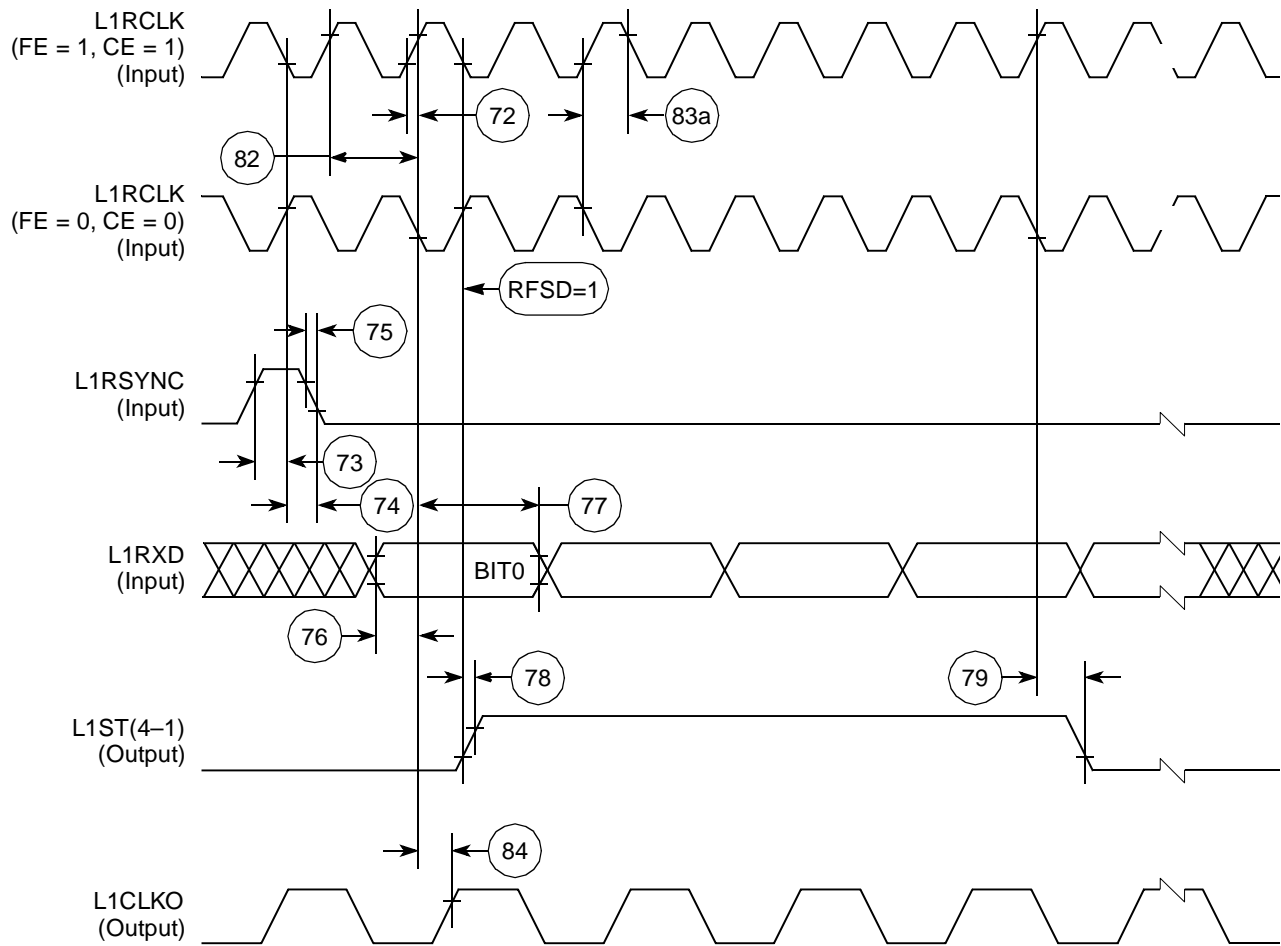 L1RCLK
(FE = 1, CE = 1)
(Input)
72
83a
82
L1RCLK
(FE = 0, CE = 0)
(Input)
RFSD=1
75
L1RSYNC
(Input)
73
74
77
L1RXD
(Input)
BIT0
76
78
79
L1ST(4–1)
(Output)
84
L1CLKO
(Output)